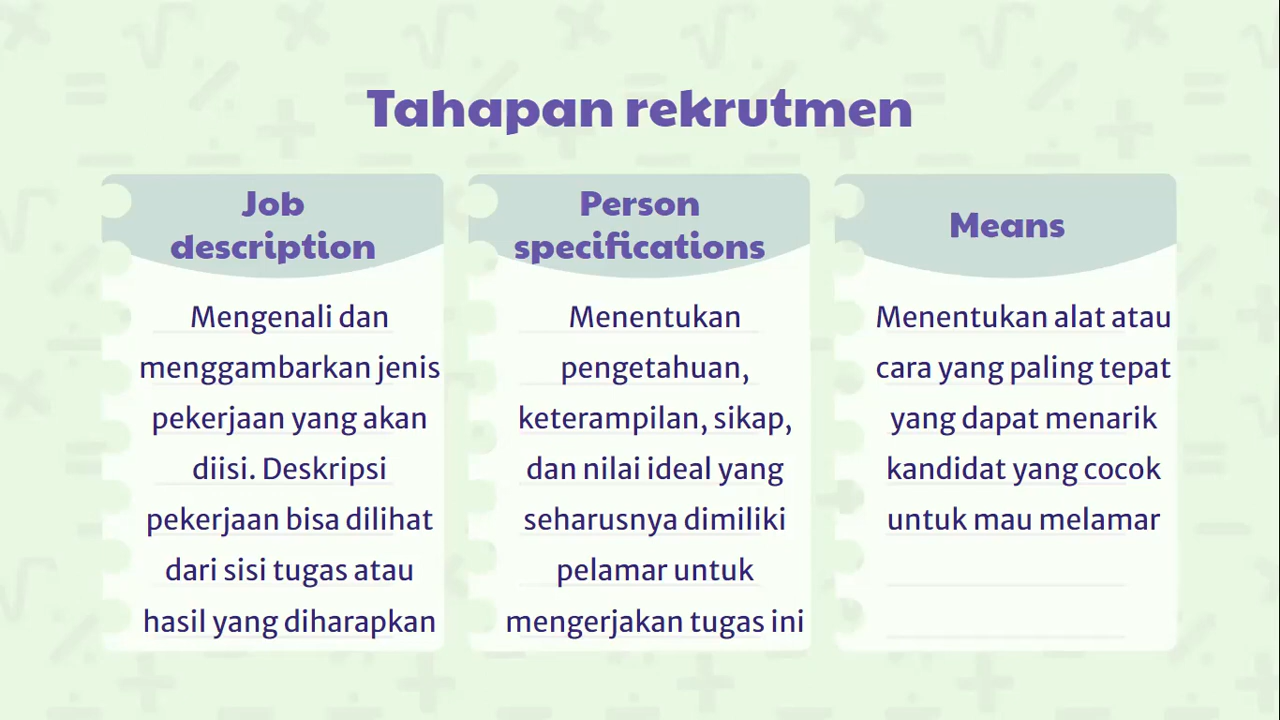 Tahapan rekrutmen
Job
description
Mengenali dan
menggambarkan jenis
pekerjaan yang akan
diisi. Deskripsi
pekerjaan bisa dilihat
dari sisi tugas atau
hasil yang diharapkan
Person
specifications
Menentukan
pengetahuan,
keterampilan, sikap,
dan nilai ideal yang
seharusnya dimiliki
pelamar untuk
mengerjakan tugas ini
Means
Menentukan alat atau
cara yang paling tepat
yang dapat menarik
kandidat yang cocok
untuk mau melamar